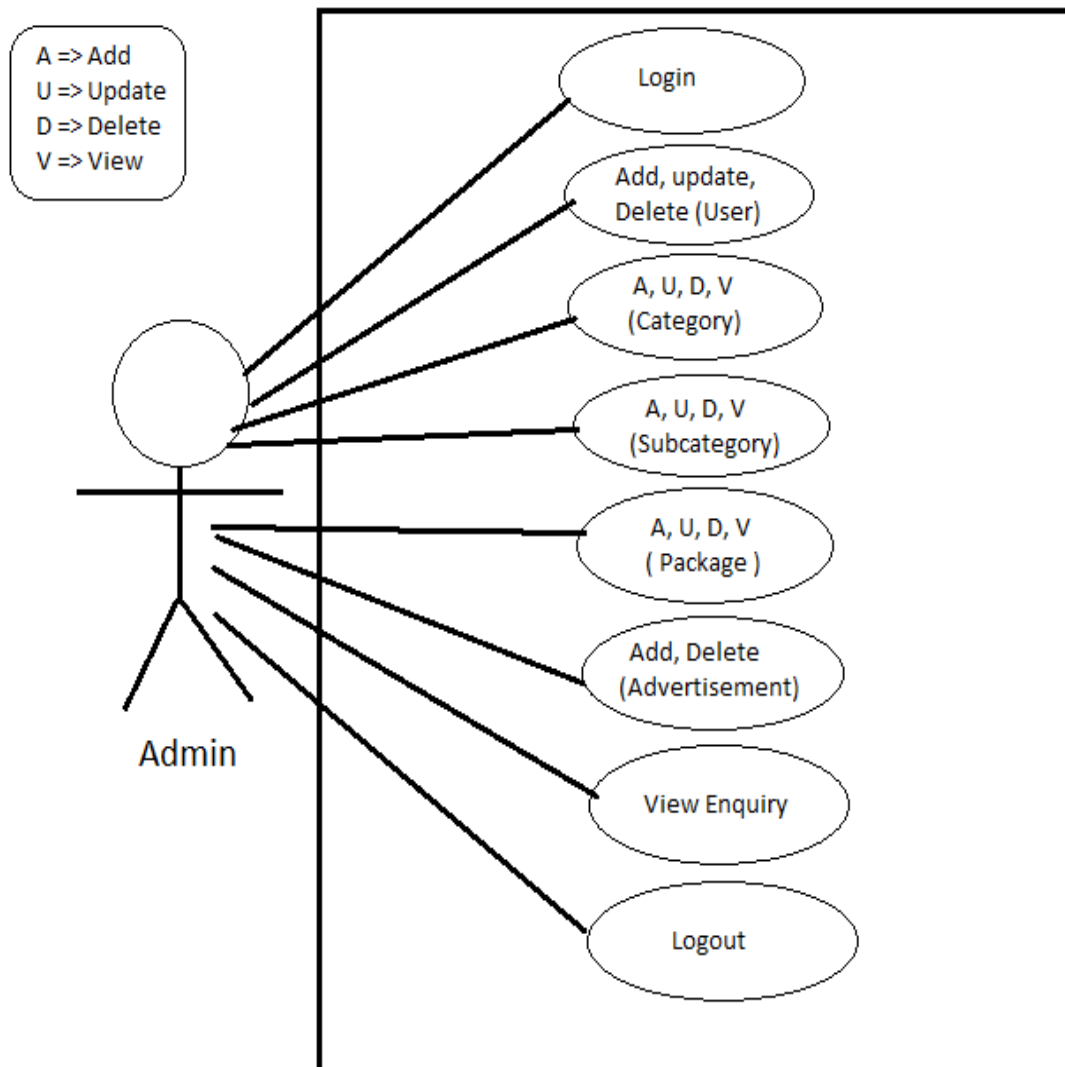 A => Add
U => Update
D => Delete
V => View
Login
Add, update,
Delete (User)
A, U, D, V
(Category)
A, U, D, V
(Subcategory)
A, U, D, V
( Package )
Add, Delete
(Advertisement)
View Enquiry
Logout
Admin